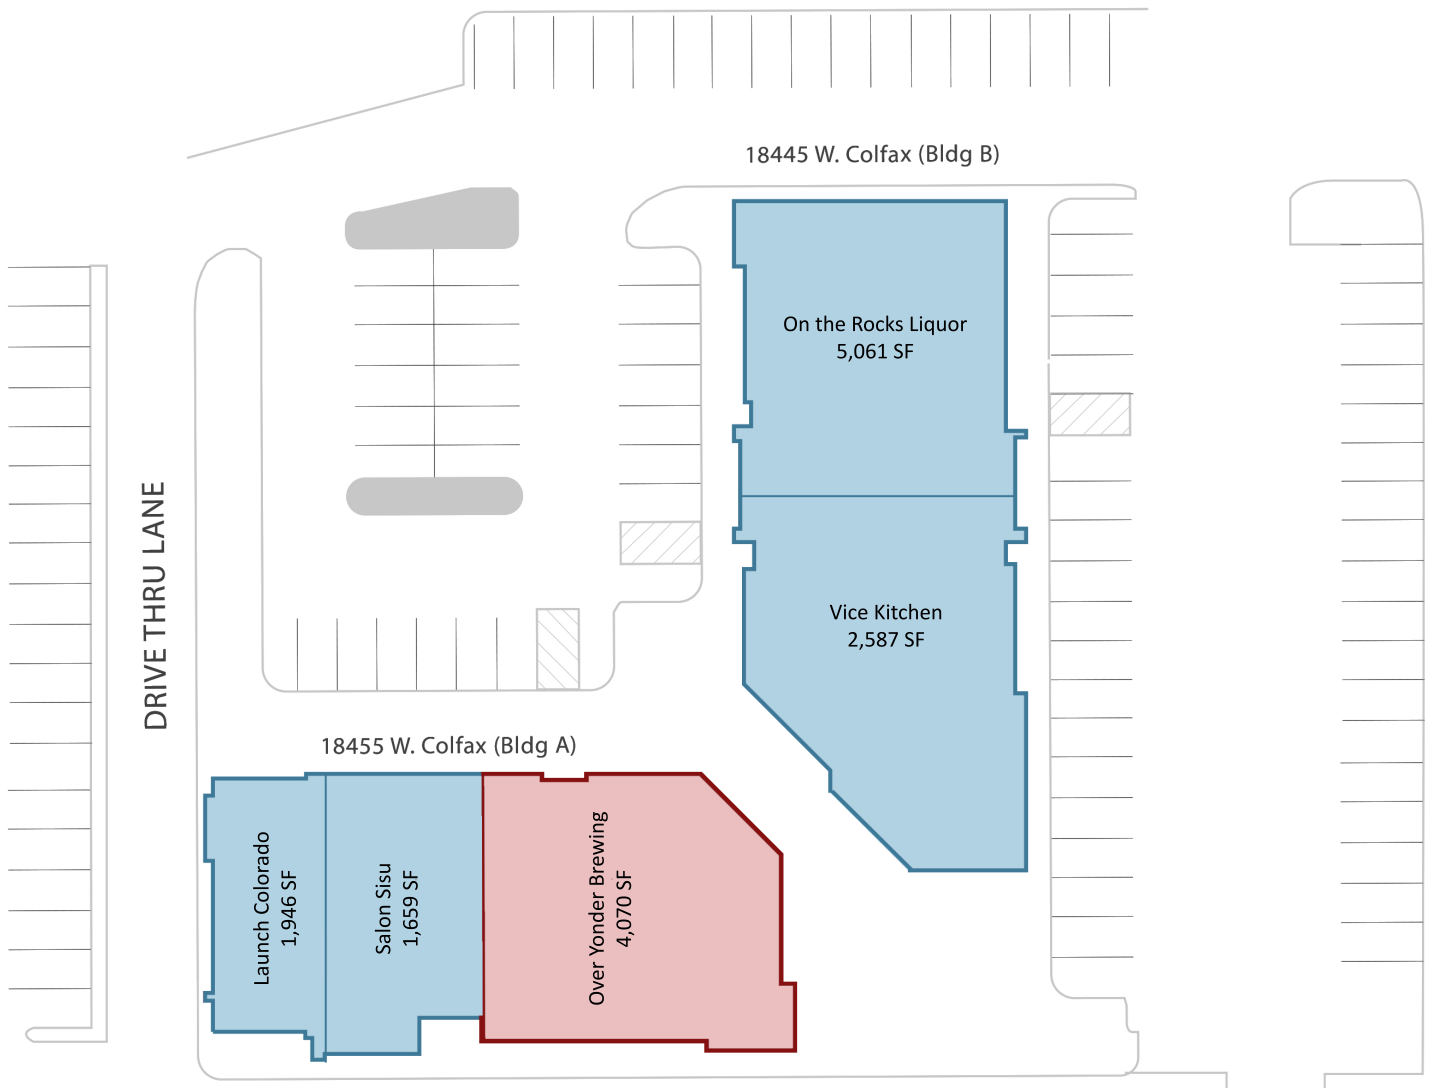 18445 W. Colfax (Bldg B)
On the Rocks Liquor
5,061 SF
DRIVE THRU LANE
Vice Kitchen
2,587 SF
18455 W. Colfax (Bldg A)
Launch Colorado
1,946 SF
Salon Sisu
1,659 SF
Over Yonder Brewing
4,070 SF